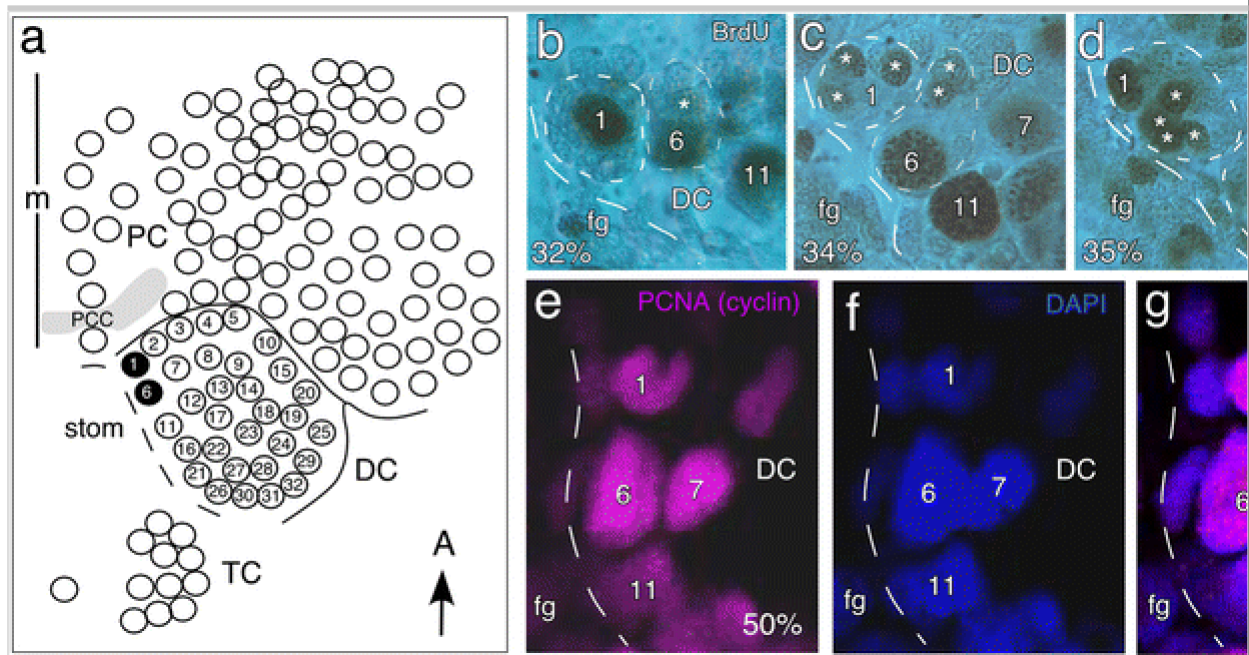 a
m
PC
PCC
1
2
3
4
5
6
7
8
9
10
11
12
13
14
15
16
17
18
19
20
21
22
23
24
25
26
27
28
29
30
31
32
stom
DC
TC
A
b
BrdU
1
*
6
11
DC
fg
32%
c
DC
*
*
*
*
*
1
7
6
11
fg
34%
d
1
*
*
*
*
fg
35%
e
PCNA (cyclin)
1
DC
6
7
11
fg
50%
f
DAPI
1
DC
6
7
11
fg
g
6
fg